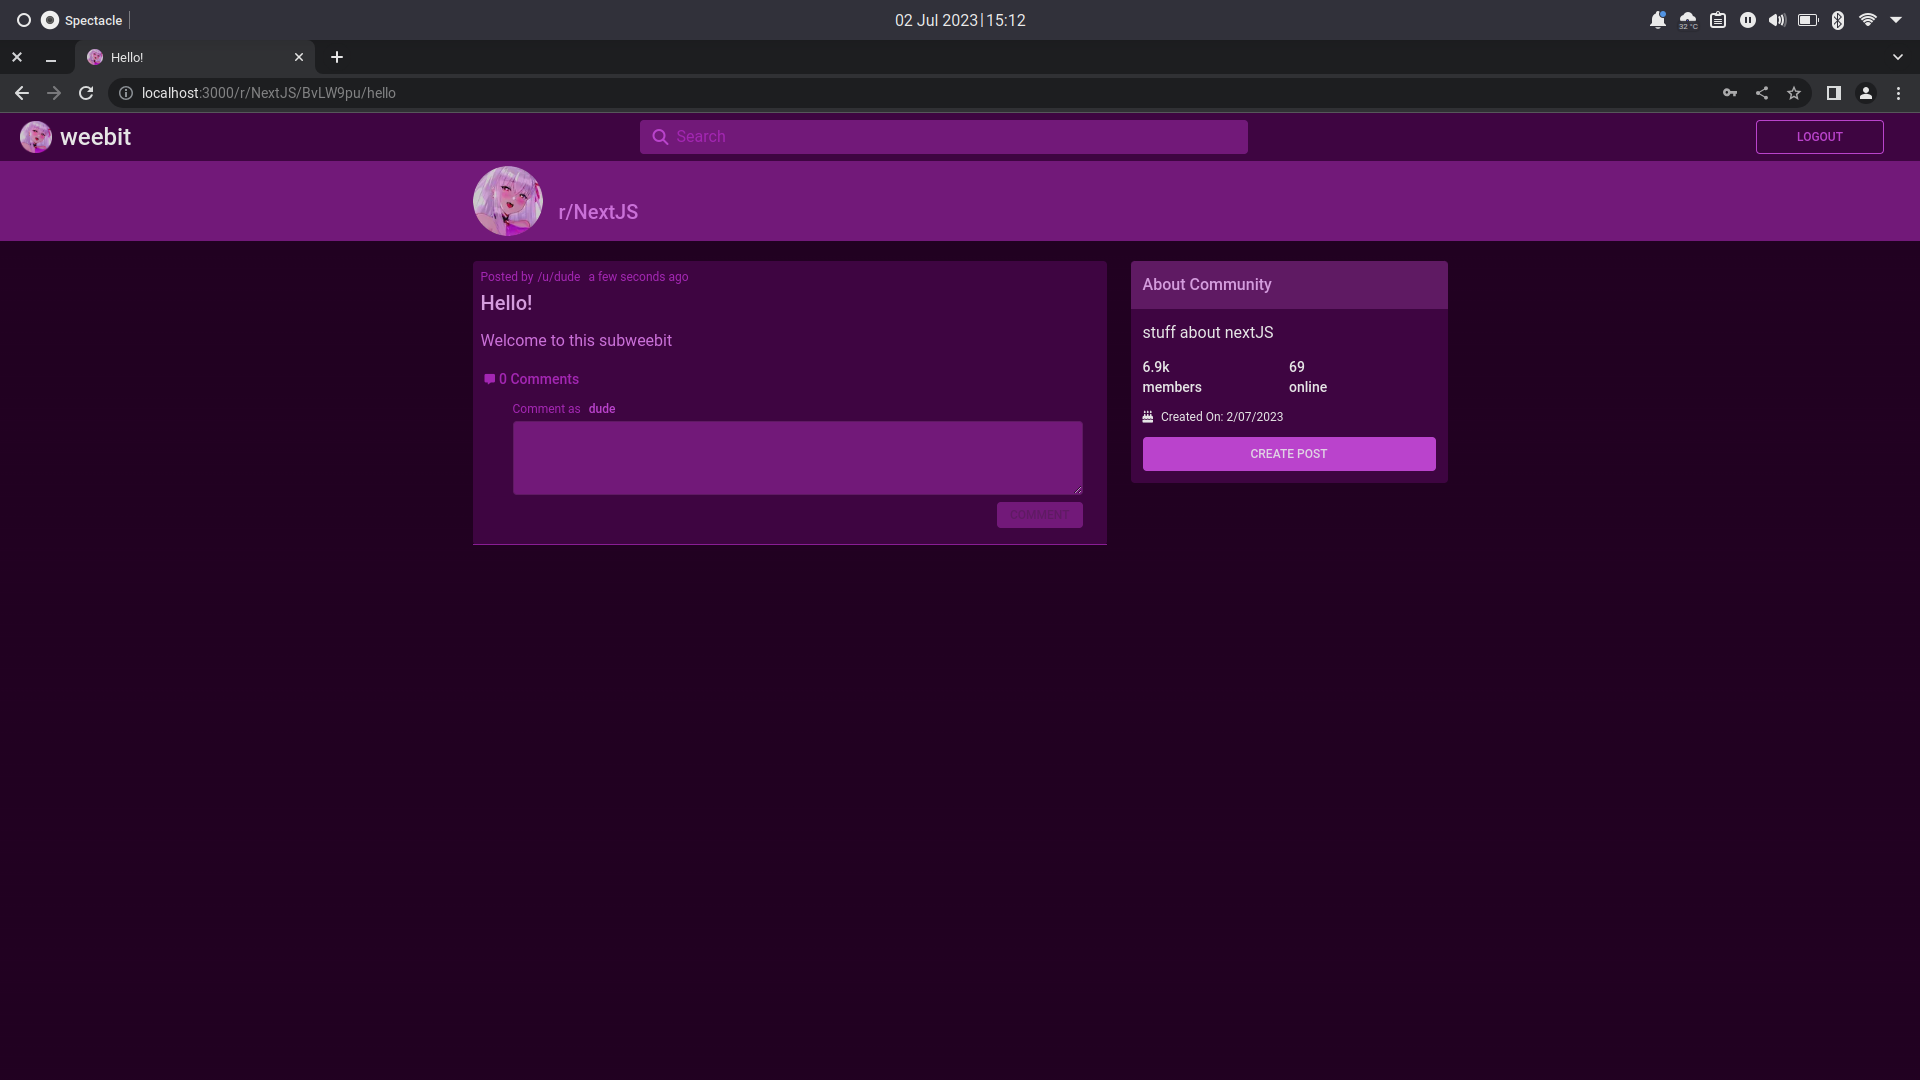 Spectacle
02 Jul 2023|15:12
32 °C
Hello!
localhost:3000/r/NextJS/BvLW9pu/hello
weebit
Search
LOGOUT
r/NextJS
Posted by /u/dude a few seconds ago
Hello!
Welcome to this subweebit
0 Comments
Comment as dude
COMMENT
About Community
stuff about nextJS
6.9k
members
69
online
Created On: 2/07/2023
CREATE POST